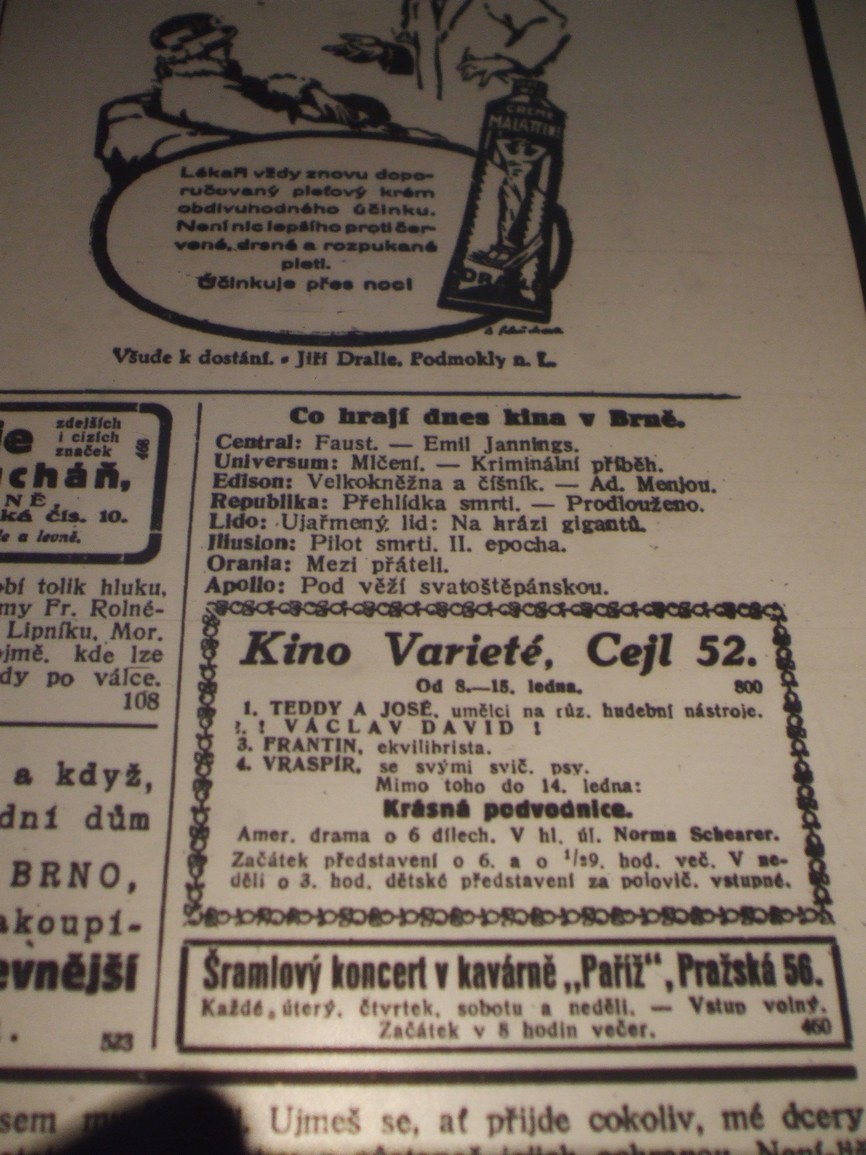 CREME
MALATTINE
DRALLE
Lékaři vždy znovu dopo-
ručovaný pleťový krém
obdivuhodného účinku.
Není nic lepšího proti čer-
vené, drsné a rozpukané
pleti.
Účinkuje přes noc!
Všude k dostání. • Jiří Dralle, Podmokly n. L.
zdejších
i cizích
značek
468
cháň,
NĚ,
ká čís. 10.
e a levně.
obí tolik hluku,
my Fr. Rolné-
Lipníku, Mor.
ojmě, kde lze
dy po válce.
108
a když,
dní dům
BRNO,
akoupí-
evnější
523
Co hrají dnes kina v Brně.
Central: Faust. — Emil Jannings.
Universum: Mlčení. — Kriminální příběh.
Edison: Velkokněžna a číšník. — Ad. Menjou.
Republika: Přehlídka smrti. — Prodlouženo.
Lido: Ujařmený lid: Na hrázi gigantů.
Illusion: Pilot smrti. II. epocha.
Orania: Mezi přáteli.
Apollo: Pod věží svatoštěpánskou.
Kino Varieté, Cejl 52.
Od 8.—15. ledna. 800
1. TEDDY A JOSÉ, umělci na růz. hudební nástroje.
2. ! VÁCLAV DAVID !
3. FRANTIN, ekvilibrista.
4. VRASPÍR, se svými svič. psy.
Mimo toho do 14. ledna:
Krásná podvodnice.
Amer. drama o 6 dílech. V hl. úl. Norma Schearer.
Začátek představení o 6. a o ½9. hod. več. V ne-
děli o 3. hod. dětské představení za polovič. vstupné.
Šramlový koncert v kavárně „Paříž“, Pražská 56.
Každé úterý, čtvrtek, sobotu a neděli. — Vstup volný.
Začátek v 8 hodin večer. 460
sem Ujmeš se, ať přijde cokoliv, mé dcery